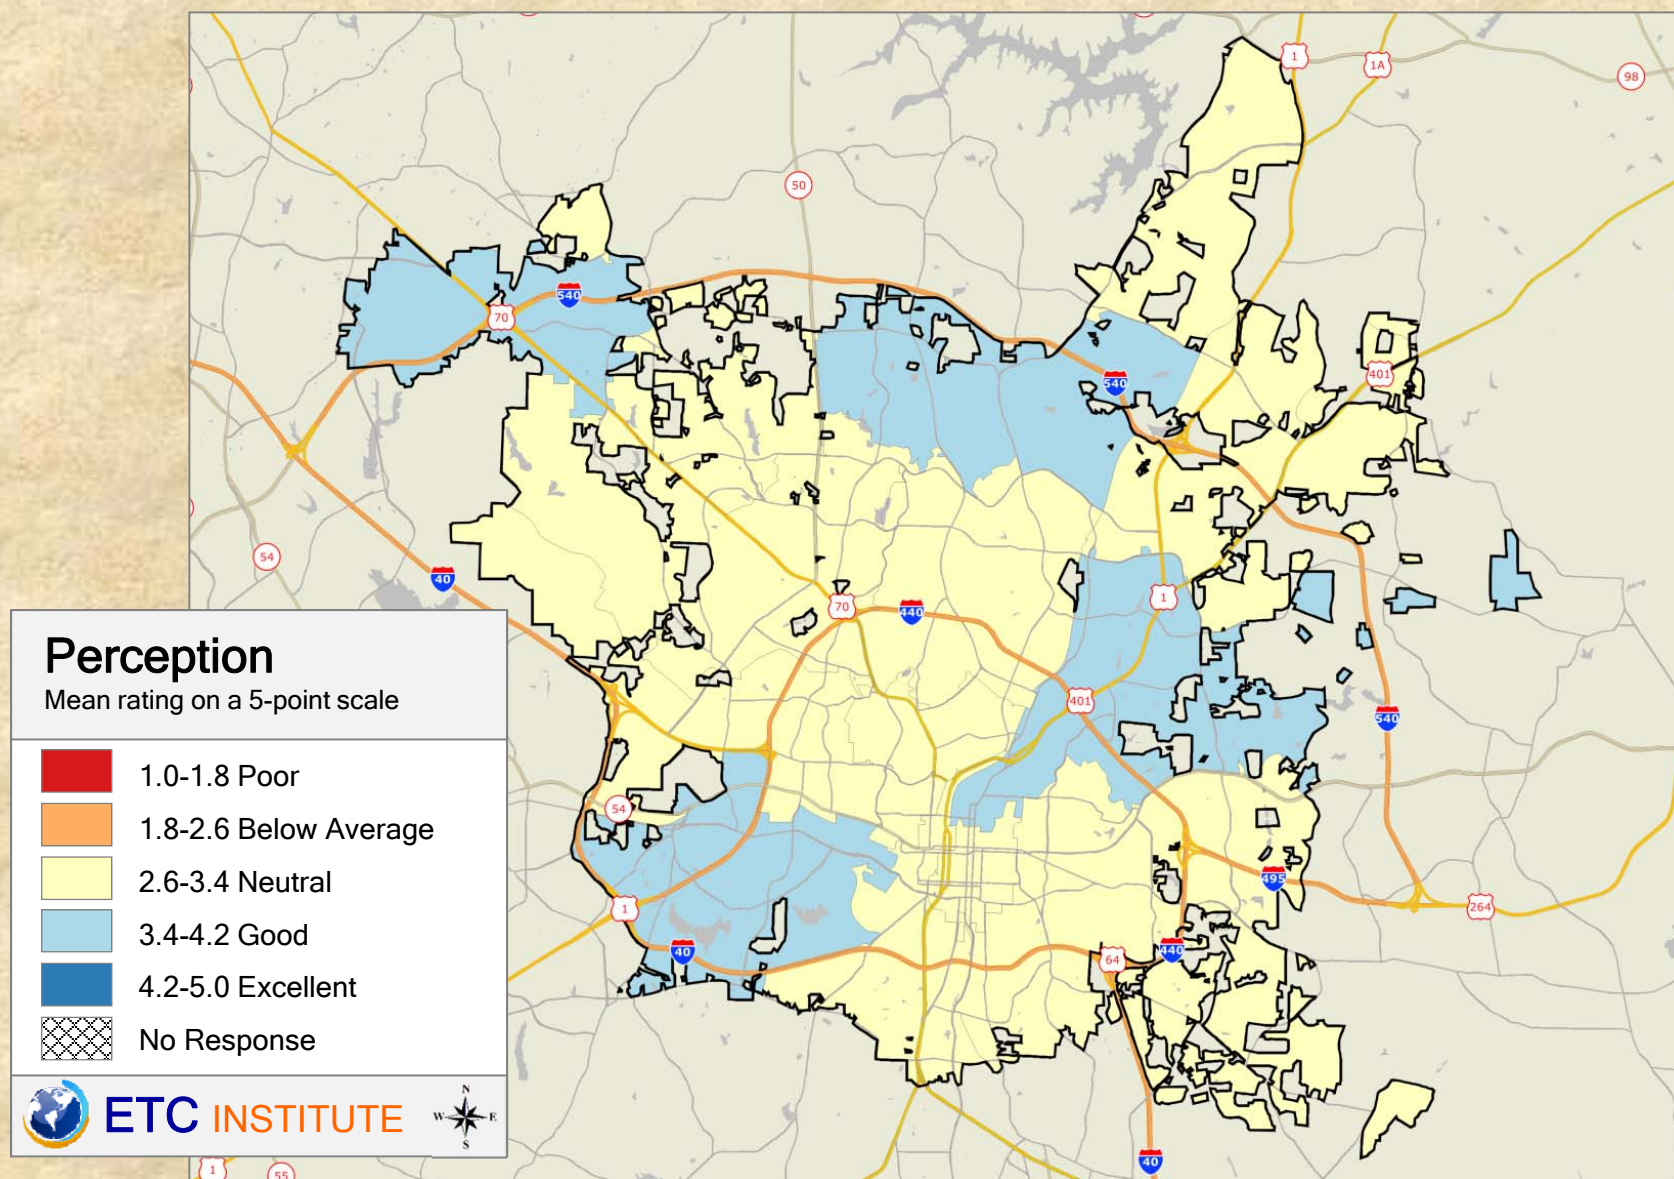 1
1A
98
50
540
70
540
401
54
40
70
440
1
401
540
Perception
Mean rating on a 5-point scale
1.0-1.8 Poor
1.8-2.6 Below Average
2.6-3.4 Neutral
3.4-4.2 Good
4.2-5.0 Excellent
No Response
ETC INSTITUTE
N
W E
S
54
495
1
264
40
440
64
40
1
55